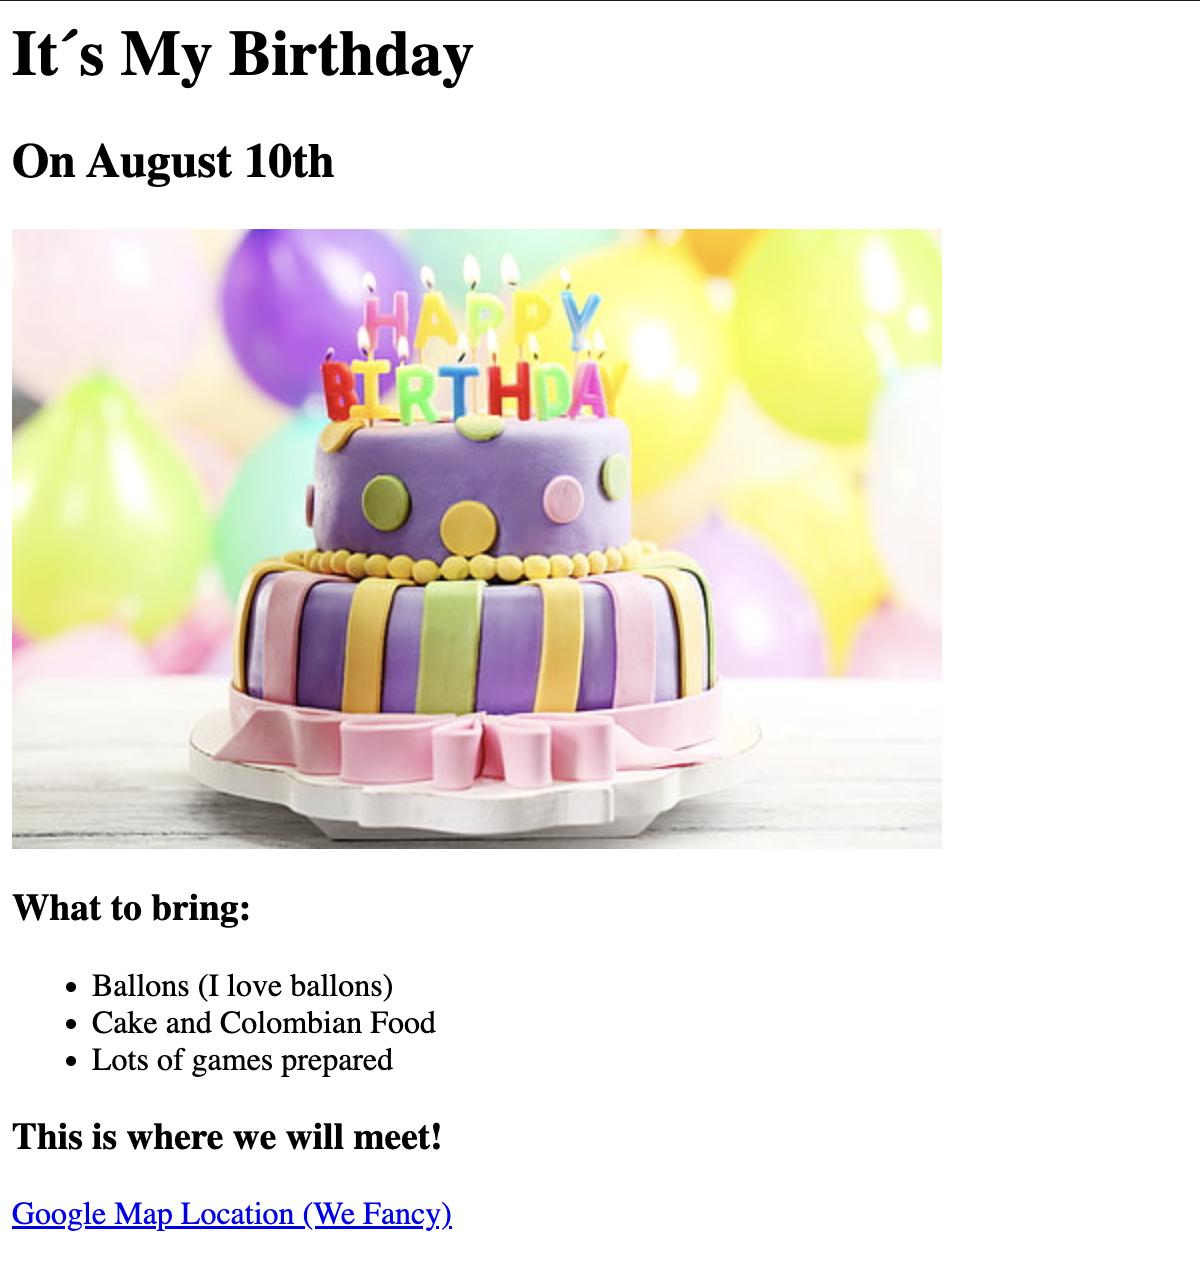 It´s My Birthday
On August 10th
HAPPY
BIRTHDAY
What to bring:
Ballons (I love ballons)
Cake and Colombian Food
Lots of games prepared
This is where we will meet!
Google Map Location (We Fancy)